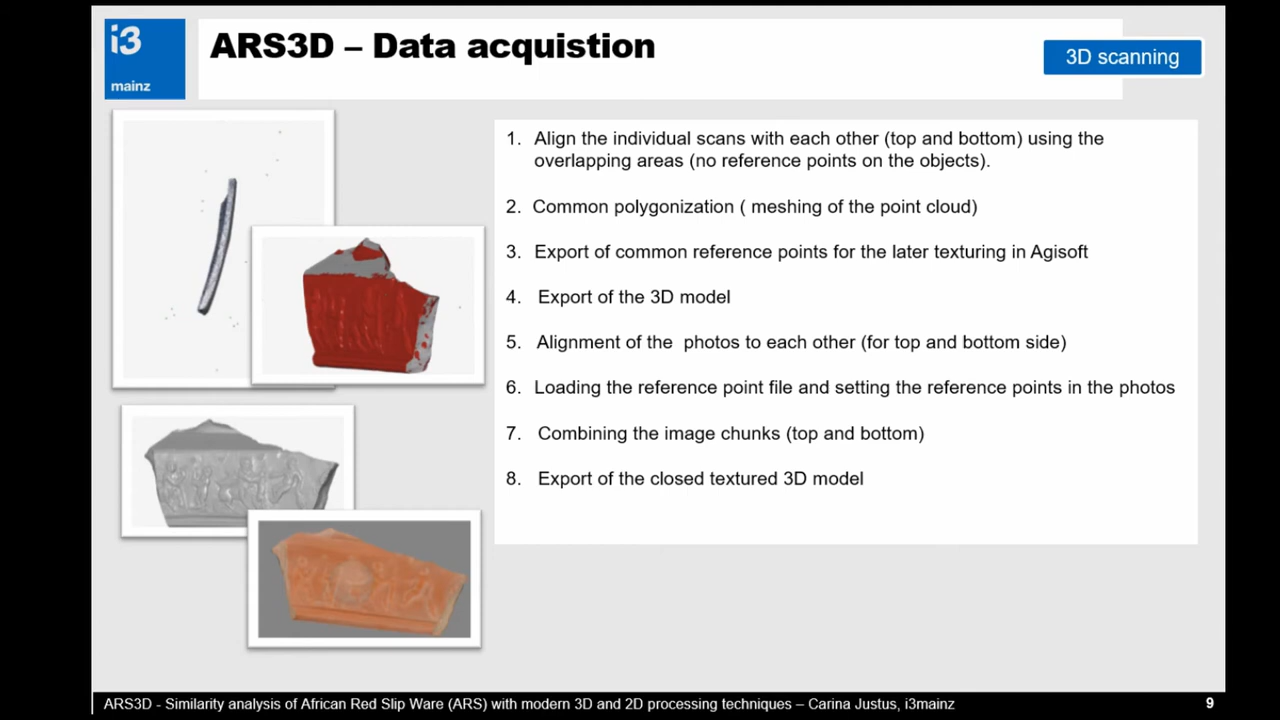 i3
mainz
ARS3D – Data acquistion
3D scanning
1. Align the individual scans with each other (top and bottom) using the
overlapping areas (no reference points on the objects).
2. Common polygonization ( meshing of the point cloud)
3. Export of common reference points for the later texturing in Agisoft
4. Export of the 3D model
5. Alignment of the photos to each other (for top and bottom side)
6. Loading the reference point file and setting the reference points in the photos
7. Combining the image chunks (top and bottom)
8. Export of the closed textured 3D model
ARS3D - Similarity analysis of African Red Slip Ware (ARS) with modern 3D and 2D processing techniques – Carina Justus, i3mainz
9